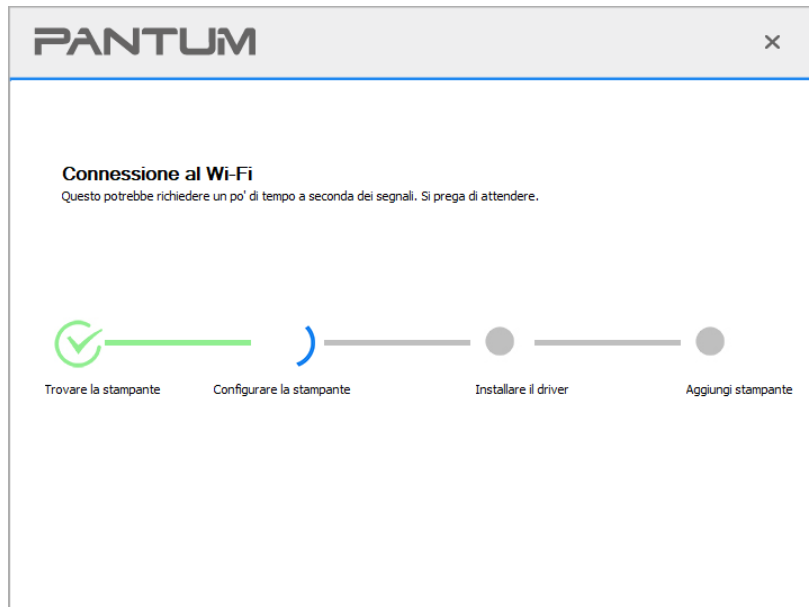 PANTUM
Connessione al Wi-Fi
Questo potrebbe richiedere un po' di tempo a seconda dei segnali. Si prega di attendere.
Trovare la stampante Configurare la stampante Installare il driver Aggiungi stampante